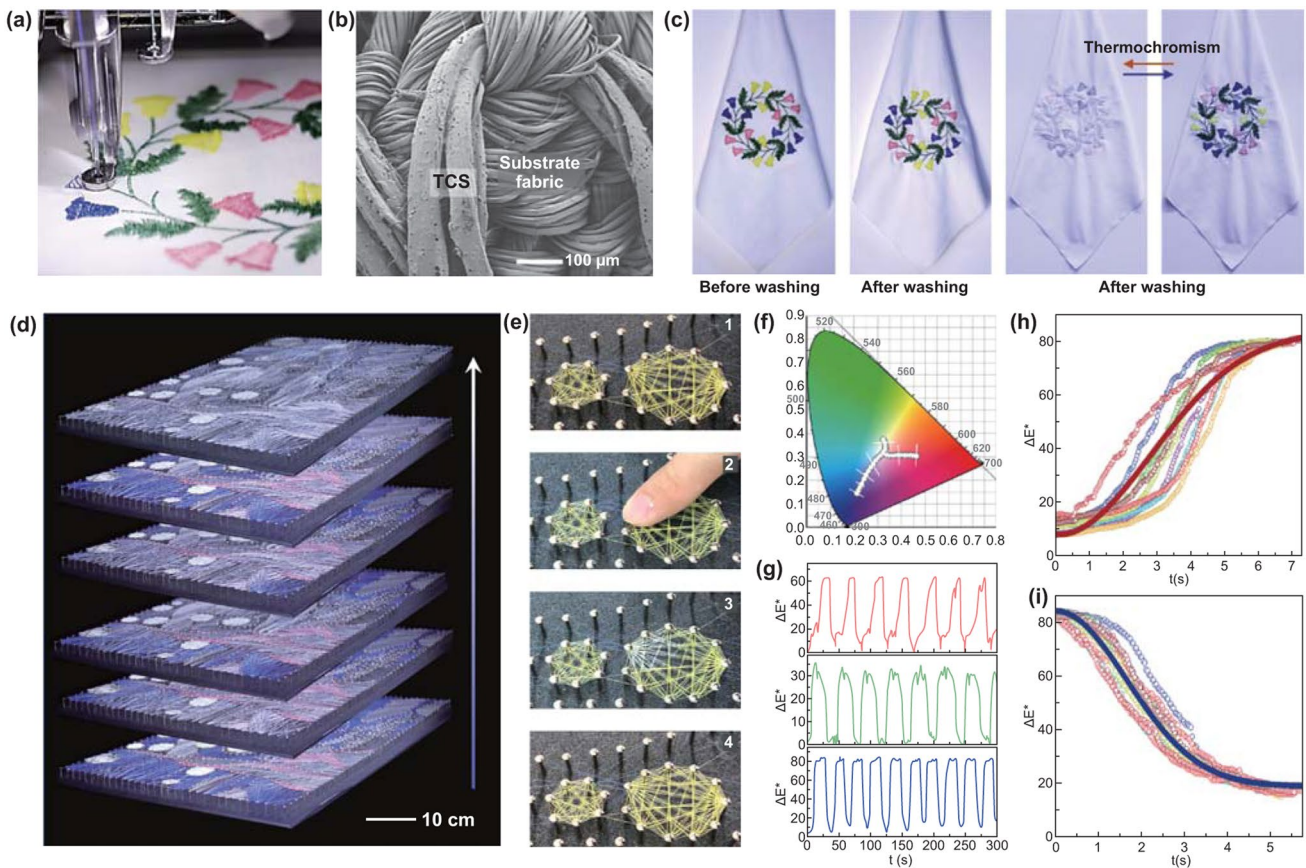 (a)
(b)
TCS
Substrate
fabric
100 µm
(c)
Thermochromism
Before washing
After washing
After washing
(d)
10 cm
(e)
1
2
3
4
(f)
0.9
0.8
0.7
0.6
0.5
0.4
0.3
0.2
0.1
0.0
0.0 0.1 0.2 0.3 0.4 0.5 0.6 0.7 0.8
520
540
560
580
600
620
700
500
490
480
470
460
(g)
ΔE*
60
40
20
0
ΔE*
30
20
10
0
ΔE*
80
60
40
20
0
0 50 100 150 200 250 300
t (s)
(h)
ΔE*
80
60
40
20
0
0 1 2 3 4 5 6 7
t(s)
(i)
ΔE*
100
80
60
40
20
0
0 1 2 3 4 5
t(s)